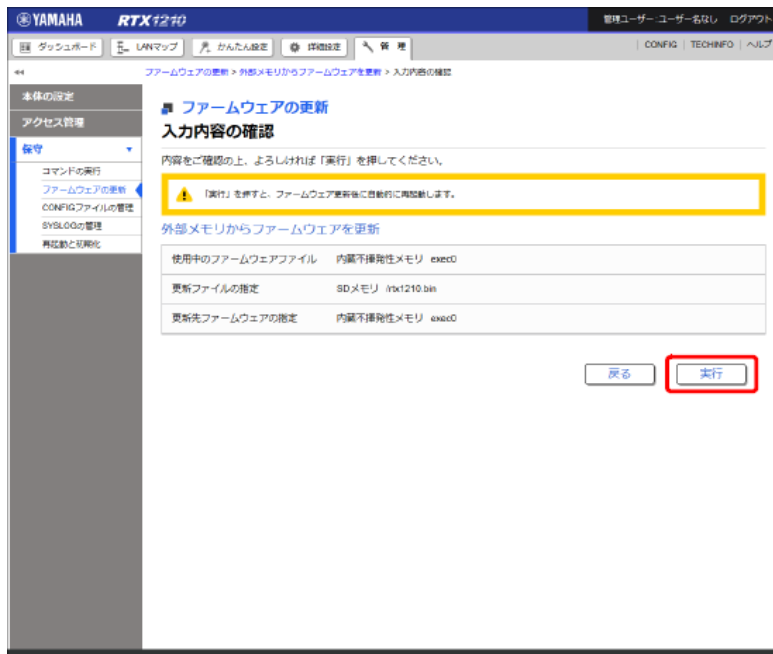 YAMAHA RTX1210 管理ユーザー:ユーザー名なし ログアウト
ダッシュボード LANマップ かんたん設定 詳細設定 管 理 CONFIG TECHINFO ヘルプ
ファームウェアの更新 > 外部メモリからファームウェアを更新 > 入力内容の確認
本体の設定
アクセス管理
保守
コマンドの実行
ファームウェアの更新
CONFIGファイルの管理
SYSLOGの管理
再起動と初期化
ファームウェアの更新
入力内容の確認
内容をご確認の上、よろしければ「実行」を押してください。
「実行」を押すと、ファームウェア更新後に自動的に再起動します。
外部メモリからファームウェアを更新
使用中のファームウェアファイル 内蔵不揮発性メモリ exec0
更新ファイルの指定 SDメモリ /rtx1210.bin
更新先ファームウェアの指定 内蔵不揮発性メモリ exec0
戻る 実行